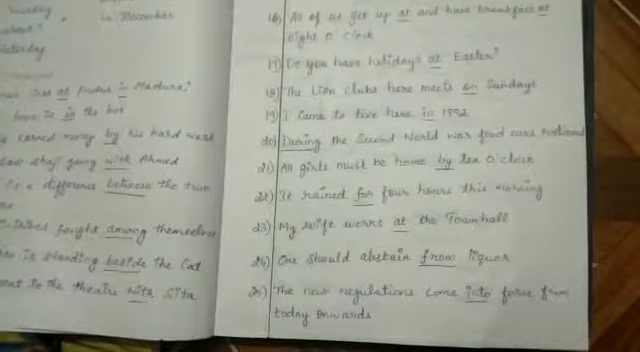 Tuesday
in December
Saturday
at in Madurai?
is in the box
earned money by his hard work
with Ahmed
is a difference between the two
tribes fought among themselves
is standing beside the Cat
to the theatre with Sita
16) All of us get up at and have breakfast at
eight o'clock
17) Do you have holidays at Easter?
18) The Lion Clubs here meets on Sundays
19) I Came to live here in 1992
20) During the Second World War food was rationed
21) All girls must be home by ten o'clock
22) It rained for four hours this morning
23) My wife works at the Townhall
24) One should abstain from liquor
25) The new regulations come into force from
today onwards